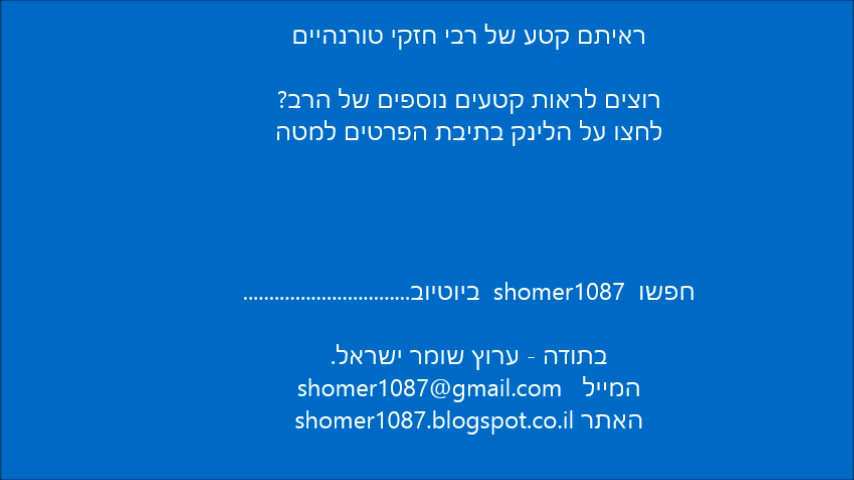 ראיתם קטע של רבי חזקי טורנהיים
רוצים לראות קטעים נוספים של הרב?
לחצו על הלינק בתיבת הפרטים למטה
חפשו shomer1087 ביוטיוב................................
בתודה - ערוץ שומר ישראל.
המייל shomer1087@gmail.com
האתר shomer1087.blogspot.co.il